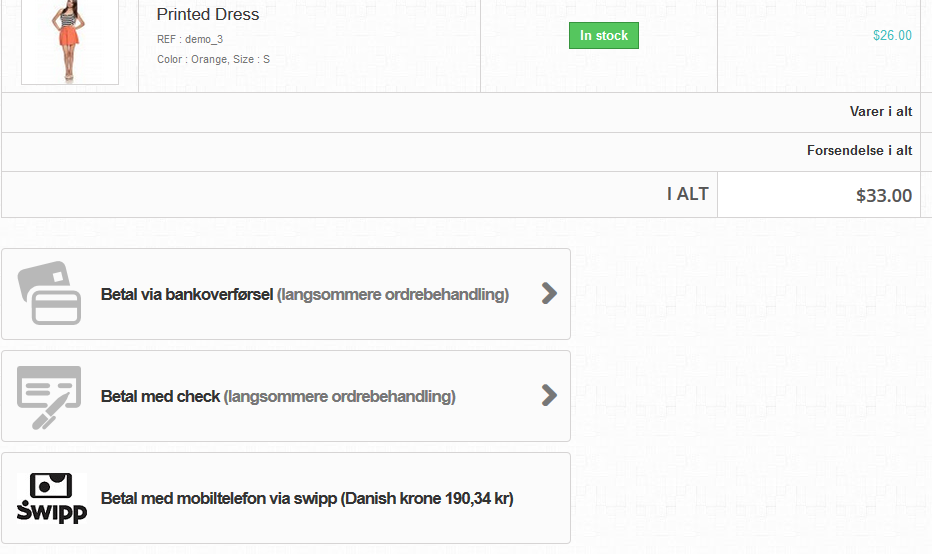 Printed Dress
REF : demo_3
Color : Orange, Size : S
In stock
$26.00
Varer i alt
Forsendelse i alt
I ALT
$33.00
Betal via bankoverførsel (langsommere ordrebehandling)
Betal med check (langsommere ordrebehandling)
Swipp
Betal med mobiltelefon via swipp (Danish krone 190,34 kr)